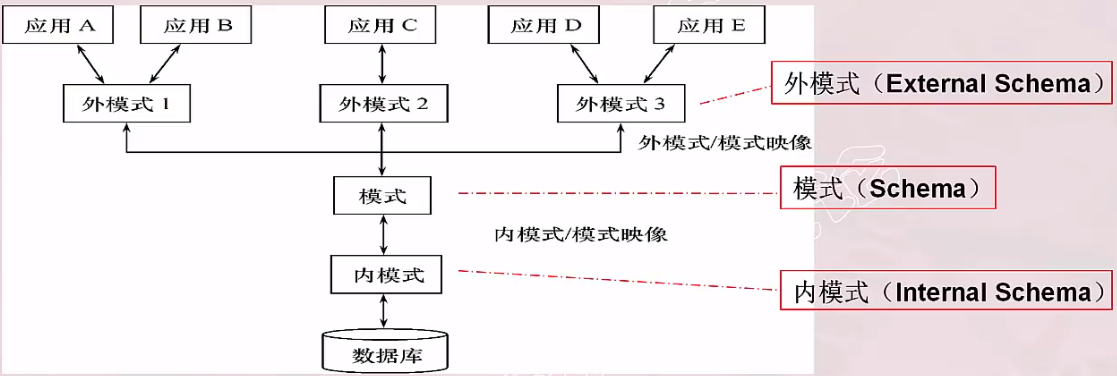 应用 A
应用 B
应用 C
应用 D
应用 E
外模式 1
外模式 2
外模式 3
外模式（External Schema）
外模式/模式映像
模式
模式（Schema）
内模式/模式映像
内模式
内模式（Internal Schema）
数据库